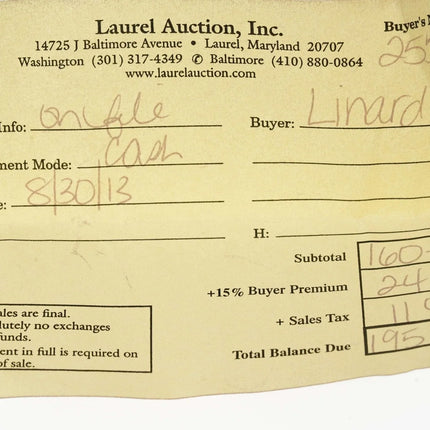 Laurel Auction, Inc.
14725 J Baltimore Avenue • Laurel, Maryland 20707
Washington (301) 317-4349 ✆ Baltimore (410) 880-0864
www.laurelauction.com
Buyer's
25
Info: on file
Buyer: Linard
ment Mode: Cash
e: 8/30/13
H:
Subtotal 160
+15% Buyer Premium 24
+ Sales Tax 11
Total Balance Due 195
ales are final.
lutely no exchanges
funds.
ent in full is required on
of sale.